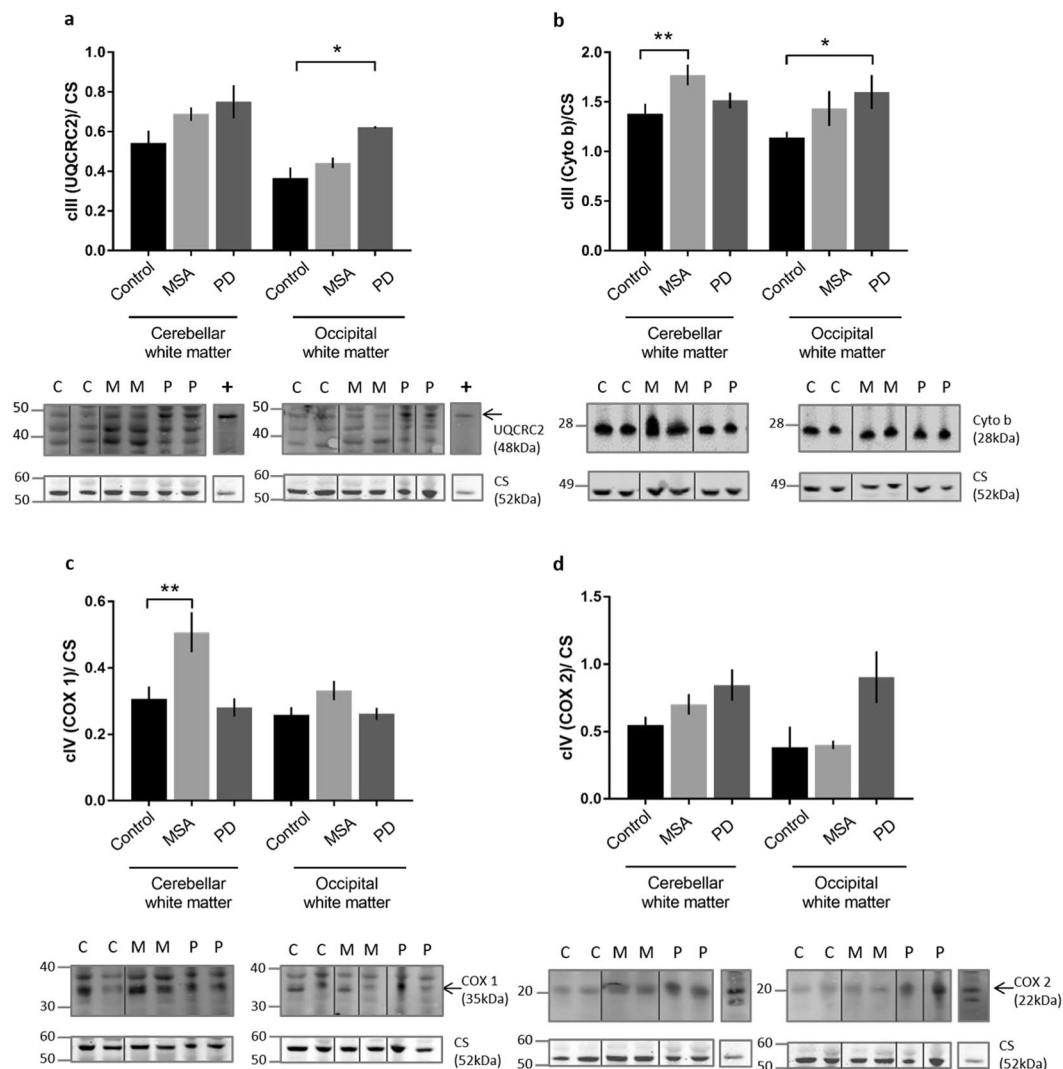 a
cIII (UQCRC2)/ CS
1.0
0.8
0.6
0.4
0.2
0.0
*
Control
MSA
PD
Control
MSA
PD
Cerebellar
white matter
Occipital
white matter
C C M M P P +
50
40
60
50
C C M M P P +
50
40
UQCRC2
(48kDa)
60
50
CS
(52kDa)
b
cIII (Cyto b)/CS
2.0
1.5
1.0
0.5
0.0
**
*
Control
MSA
PD
Control
MSA
PD
Cerebellar
white matter
Occipital
white matter
C C M M P P
28
49
C C M M P P
28
Cyto b
(28kDa)
49
CS
(52kDa)
c
cIV (COX 1)/ CS
0.6
0.4
0.2
0.0
**
Control
MSA
PD
Control
MSA
PD
Cerebellar
white matter
Occipital
white matter
C C M M P P
40
30
60
50
C C M M P P
40
30
COX 1
(35kDa)
60
50
CS
(52kDa)
d
cIV (COX 2)/ CS
1.5
1.0
0.5
0.0
Control
MSA
PD
Control
MSA
PD
Cerebellar
white matter
Occipital
white matter
C C M M P P
20
60
50
C C M M P P
20
COX 2
(22kDa)
60
50
CS
(52kDa)